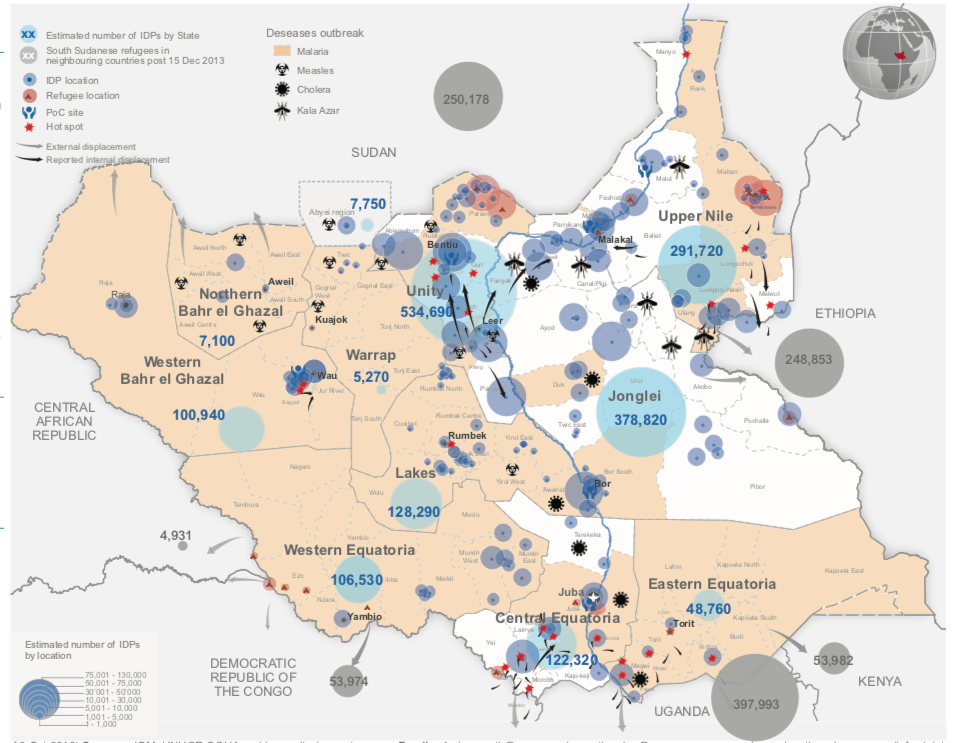 XX Estimated number of IDPs by State
XX South Sudanese refugees in
neighbouring countries post 15 Dec 2013
IDP location
Refugee location
PoC site
Hot spot
External displacement
Reported internal displacement
Deseases outbreak
Malaria
Measles
Cholera
Kala Azar
250,178
SUDAN
Manyo
Renk
Maban
Melut
Fashoda
Panyikang
Malakal
Baliet
Upper Nile
291,720
Longochuk
Maiwut
Ulang
Nasir
ETHIOPIA
248,853
Abyei region
7,750
Pariang
Abiemnhom
Bentiu
Guit
Fangak
Canal/Pigi
Unity
534,690
Leer
Ayod
Twic
Gogrial East
Gogrial West
Kuajok
Tonj North
Warrap
5,270
Tonj East
Tonj South
Aweil North
Aweil East
Aweil West
Aweil
Aweil South
Aweil Centre
Northern
Bahr el Ghazal
7,100
Raja
Raja
Western
Bahr el Ghazal
100,940
Wau
Wau
Jur River
CENTRAL
AFRICAN
REPUBLIC
Duk
Uror
Akobo
Jonglei
378,820
Pochalla
Twic East
Bor South
Bor
Pibor
Rumbek North
Rumbek Centre
Cueibet
Rumbek
Yirol East
Yirol West
Awerial
Lakes
128,290
Wulu
Nagero
Tambura
Yambio
Mvolo
Terekeka
4,931
Western Equatoria
106,530
Ezo
Nzara
Ibba
Maridi
Mundri West
Mundri East
Yambio
Juba
Juba
Central Equatoria
122,320
Lainya
Yei
Morobo
Kajo-keji
Lafon
Kapoeta North
Kapoeta East
Kapoeta South
Eastern Equatoria
48,760
Torit
Torit
Budi
Ikotos
Magwi
53,974
DEMOCRATIC
REPUBLIC OF
THE CONGO
UGANDA
397,993
53,982
KENYA
Estimated number of IDPs
by location
75,001 - 130,000
50,001 - 75,000
30'001 - 50'000
10,001 - 30,000
5,001 - 10,000
1,001 - 5,000
1 - 1,000